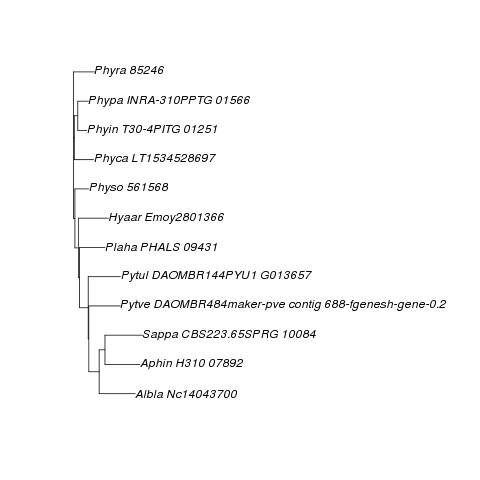 Phyra 85246
Phypa INRA-310PPTG 01566
Phyin T30-4PITG 01251
Phyca LT1534528697
Physo 561568
Hyaar Emoy2801366
Plaha PHALS 09431
Pytul DAOMBR144PYU1 G013657
Pytve DAOMBR484maker-pve contig 688-fgenesh-gene-0.2
Sappa CBS223.65SPRG 10084
Aphin H310 07892
Albla Nc14043700